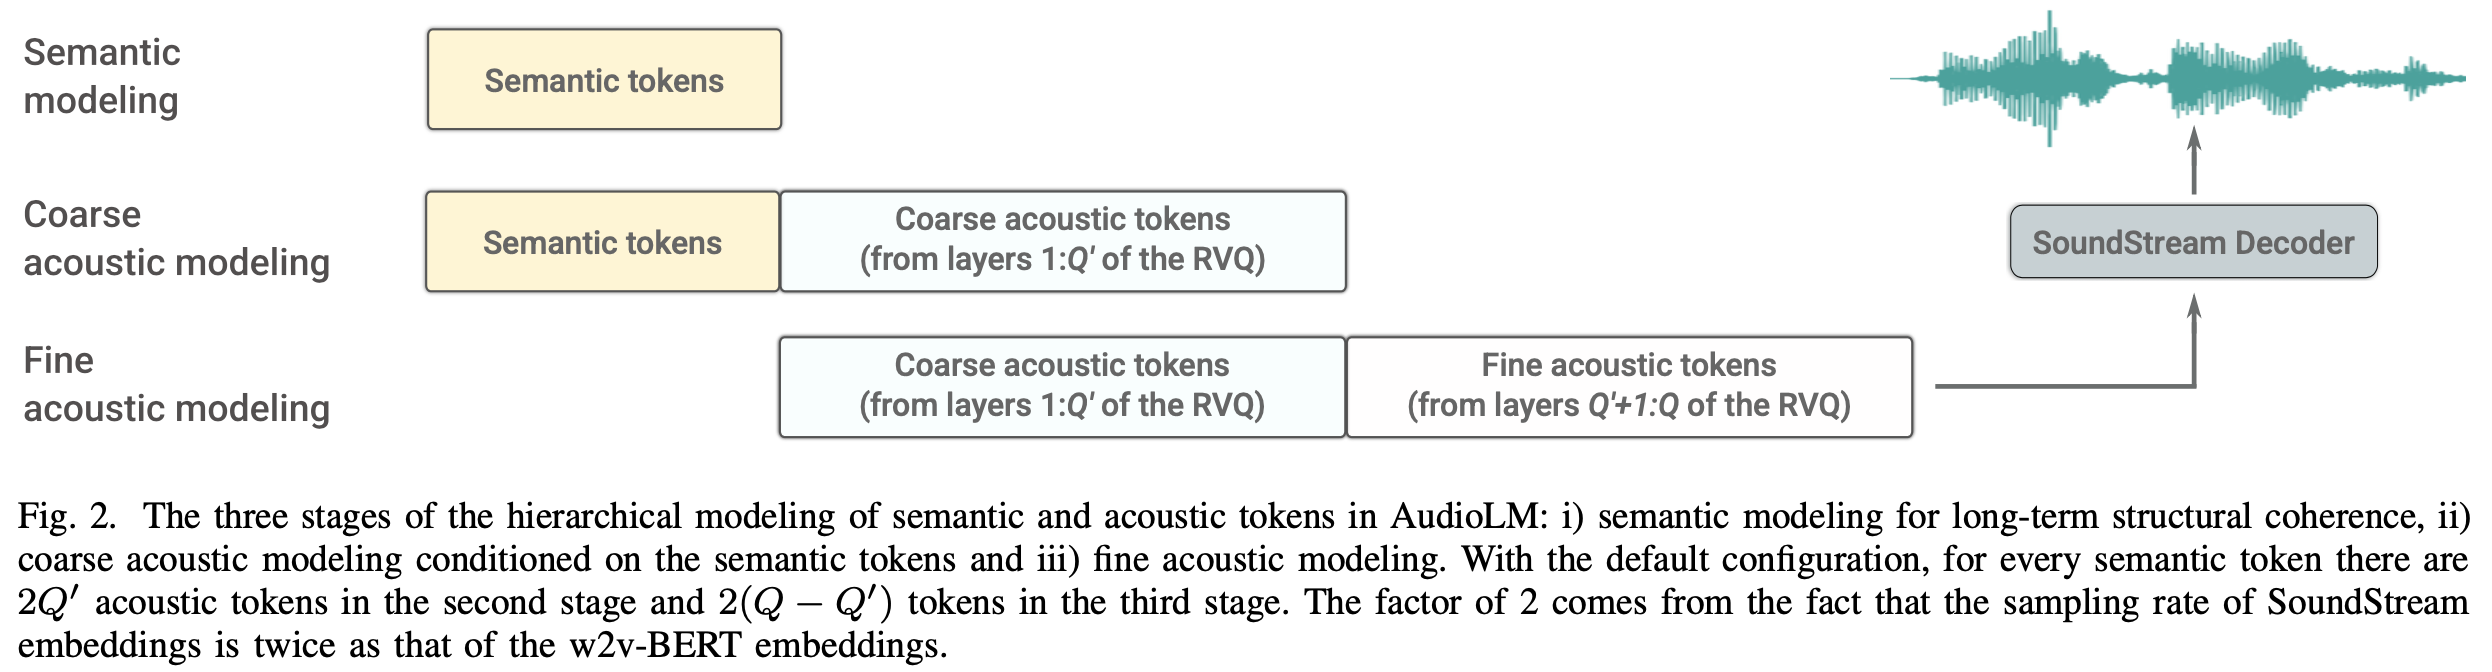 Semantic
modeling
Semantic tokens
Coarse
acoustic modeling
Semantic tokens
Coarse acoustic tokens
(from layers 1:Q' of the RVQ)
SoundStream Decoder
Fine
acoustic modeling
Coarse acoustic tokens
(from layers 1:Q' of the RVQ)
Fine acoustic tokens
(from layers Q'+1:Q of the RVQ)
Fig. 2. The three stages of the hierarchical modeling of semantic and acoustic tokens in AudioLM: i) semantic modeling for long-term structural coherence, ii)
coarse acoustic modeling conditioned on the semantic tokens and iii) fine acoustic modeling. With the default configuration, for every semantic token there are
2Q′ acoustic tokens in the second stage and 2(Q − Q′) tokens in the third stage. The factor of 2 comes from the fact that the sampling rate of SoundStream
embeddings is twice as that of the w2v-BERT embeddings.